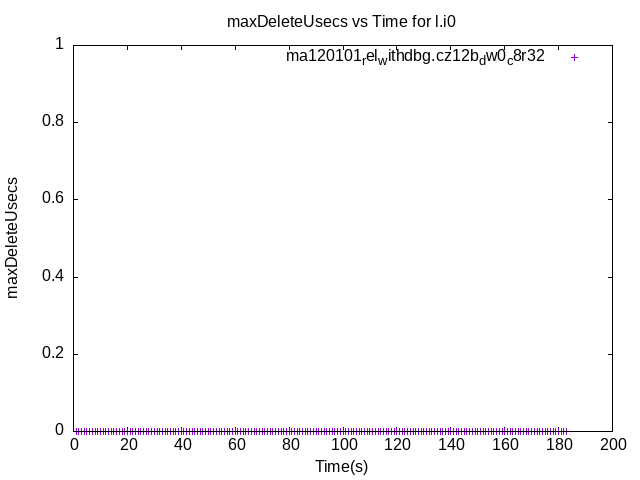 maxDeleteUsecs vs Time for l.i0
ma120101relwithdbg.cz12bdw0c8r32
maxDeleteUsecs
1
0.8
0.6
0.4
0.2
0
0 20 40 60 80 100 120 140 160 180 200
Time(s)